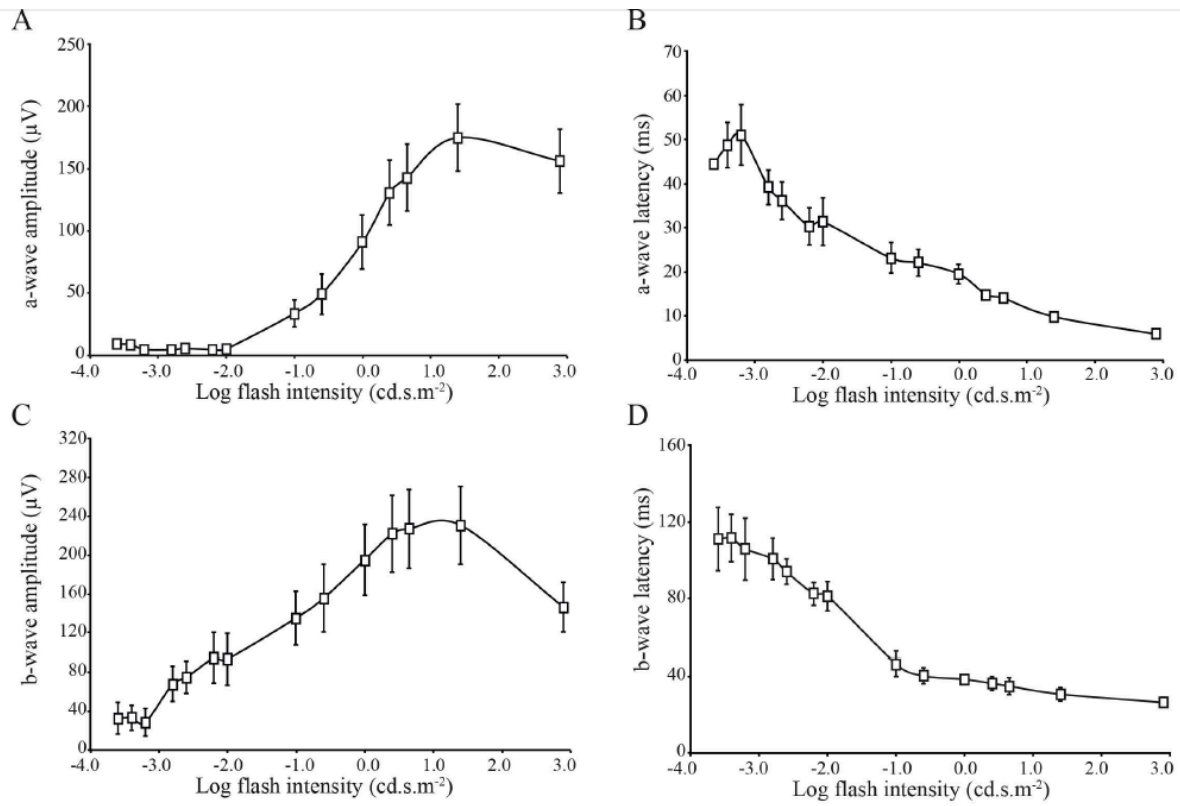 A
a-wave amplitude (µV)
250
200
150
100
50
0
-4.0 -3.0 -2.0 -1.0 0.0 1.0 2.0 3.0
Log flash intensity (cd.s.m-2)
B
a-wave latency (ms)
70
60
50
40
30
20
10
0
-4.0 -3.0 -2.0 -1.0 0.0 1.0 2.0 3.0
Log flash intensity (cd.s.m-2)
C
b-wave amplitude (µV)
320
280
240
200
160
120
80
40
0
-4.0 -3.0 -2.0 -1.0 0.0 1.0 2.0 3.0
Log flash intensity (cd.s.m-2)
D
b-wave latency (ms)
160
120
80
40
0
-4.0 -3.0 -2.0 -1.0 0.0 1.0 2.0 3.0
Log flash intensity (cd.s.m-2)